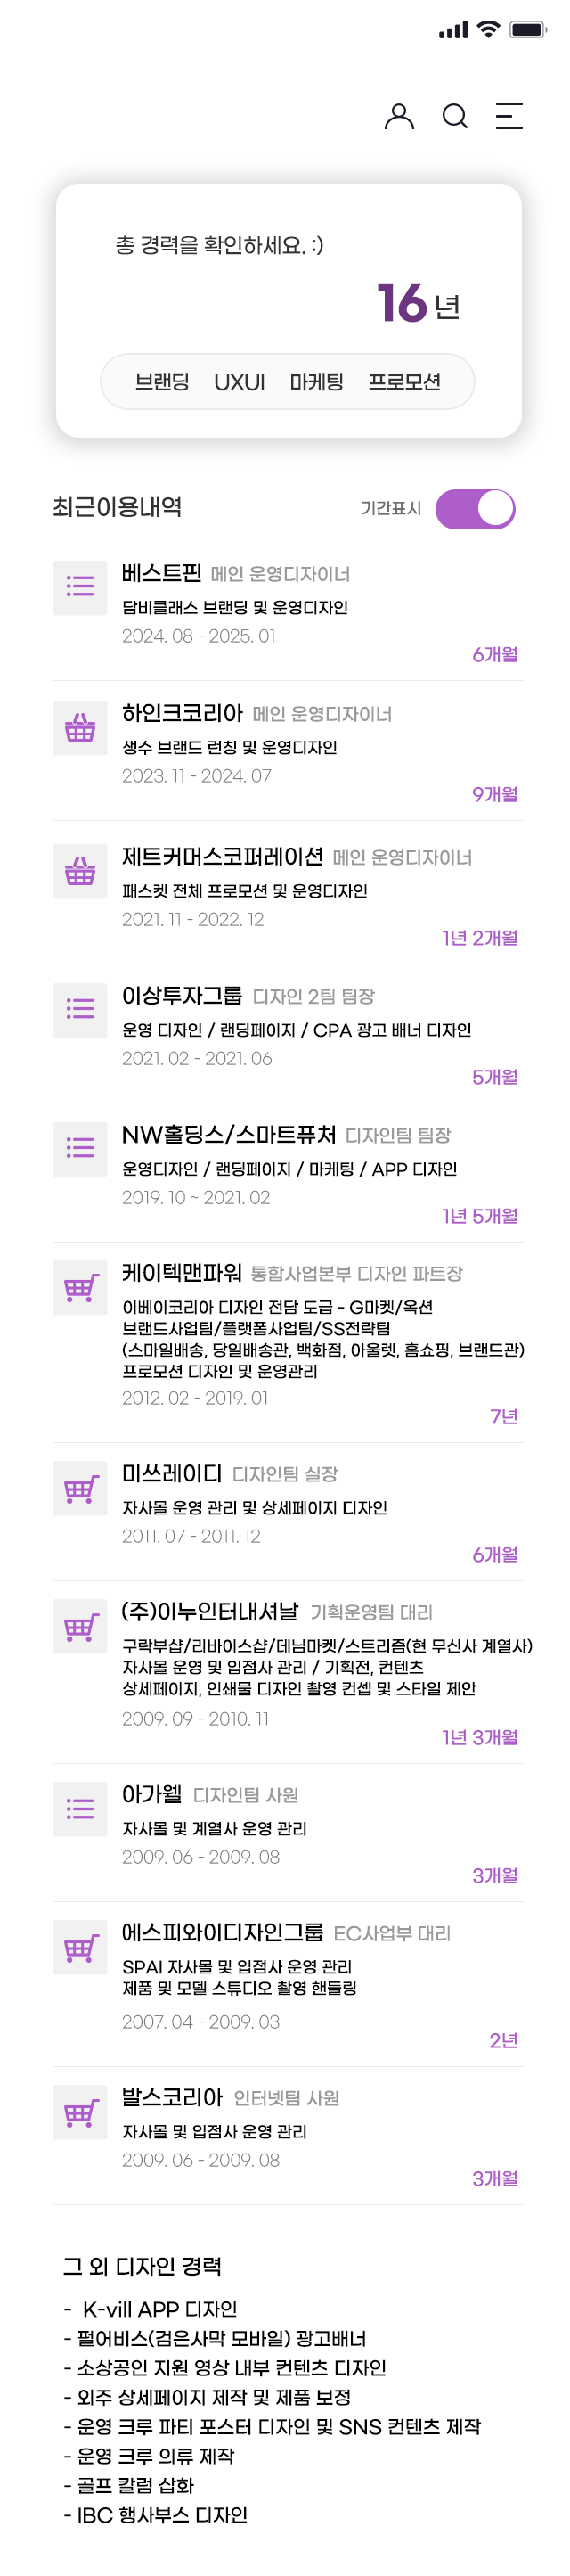 총 경력을 확인하세요. :)
16 년
브랜딩 UXUI 마케팅 프로모션
최근이용내역 기간표시
베스트핀 메인 운영디자이너
담비클래스 브랜딩 및 운영디자인
2024. 08 - 2025. 01
6개월
하인크코리아 메인 운영디자이너
생수 브랜드 런칭 및 운영디자인
2023. 11 - 2024. 07
9개월
제트커머스코퍼레이션 메인 운영디자이너
패스켓 전체 프로모션 및 운영디자인
2021. 11 - 2022. 12
1년 2개월
이상투자그룹 디자인 2팀 팀장
운영 디자인 / 랜딩페이지 / CPA 광고 배너 디자인
2021. 02 - 2021. 06
5개월
NW홀딩스/스마트퓨처 디자인팀 팀장
운영디자인 / 랜딩페이지 / 마케팅 / APP 디자인
2019. 10 ~ 2021. 02
1년 5개월
케이텍맨파워 통합사업본부 디자인 파트장
이베이코리아 디자인 전담 도급 - G마켓/옥션
브랜드사업팀/플랫폼사업팀/SS전략팀
(스마일배송, 당일배송관, 백화점, 아울렛, 홈쇼핑, 브랜드관)
프로모션 디자인 및 운영관리
2012. 02 - 2019. 01
7년
미쓰레이디 디자인팀 실장
자사몰 운영 관리 및 상세페이지 디자인
2011. 07 - 2011. 12
6개월
(주)이누인터내셔날 기획운영팀 대리
구락부샵/리바이스샵/데님마켓/스트리즘(현 무신사 계열사)
자사몰 운영 및 입점사 관리 / 기획전, 컨텐츠
상세페이지, 인쇄물 디자인 촬영 컨셉 및 스타일 제안
2009. 09 - 2010. 11
1년 3개월
아가웰 디자인팀 사원
자사몰 및 계열사 운영 관리
2009. 06 - 2009. 08
3개월
에스피와이디자인그룹 EC사업부 대리
SPAI 자사몰 및 입점사 운영 관리
제품 및 모델 스튜디오 촬영 핸들링
2007. 04 - 2009. 03
2년
발스코리아 인터넷팀 사원
자사몰 및 입점사 운영 관리
2009. 06 - 2009. 08
3개월
그 외 디자인 경력
- K-vill APP 디자인
- 펄어비스(검은사막 모바일) 광고배너
- 소상공인 지원 영상 내부 컨텐츠 디자인
- 외주 상세페이지 제작 및 제품 보정
- 운영 크루 파티 포스터 디자인 및 SNS 컨텐츠 제작
- 운영 크루 의류 제작
- 골프 칼럼 삽화
- IBC 행사부스 디자인